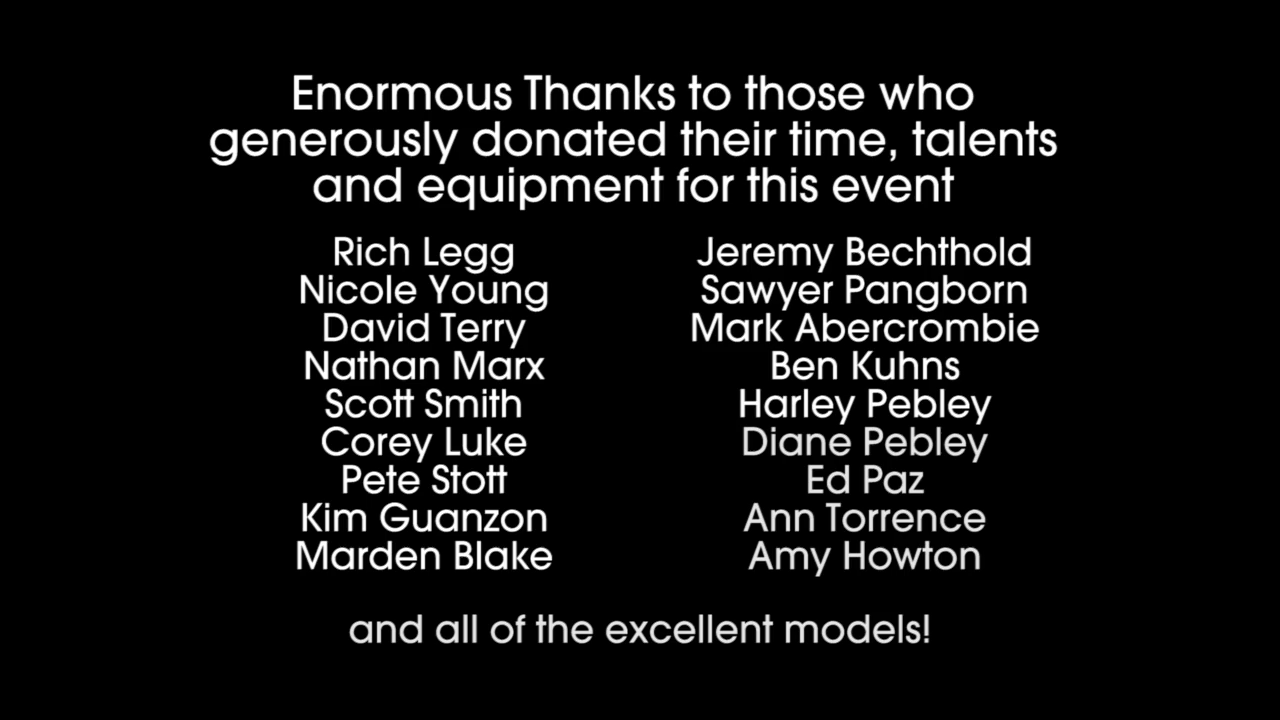 Enormous Thanks to those who
generously donated their time, talents
and equipment for this event
Rich Legg
Nicole Young
David Terry
Nathan Marx
Scott Smith
Corey Luke
Pete Stott
Kim Guanzon
Marden Blake
Jeremy Bechthold
Sawyer Pangborn
Mark Abercrombie
Ben Kuhns
Harley Pebley
Diane Pebley
Ed Paz
Ann Torrence
Amy Howton
and all of the excellent models!